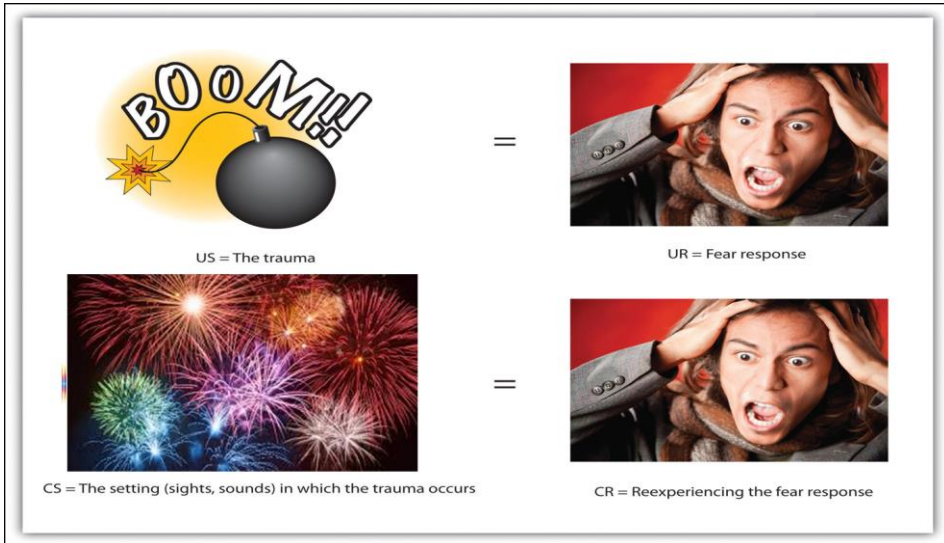 BOOM!!
=
US = The trauma
UR = Fear response
=
CS = The setting (sights, sounds) in which the trauma occurs
CR = Reexperiencing the fear response